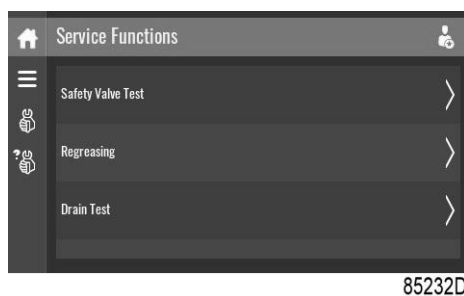 Service Functions
Safety Valve Test
Regreasing
?
Drain Test
85232D